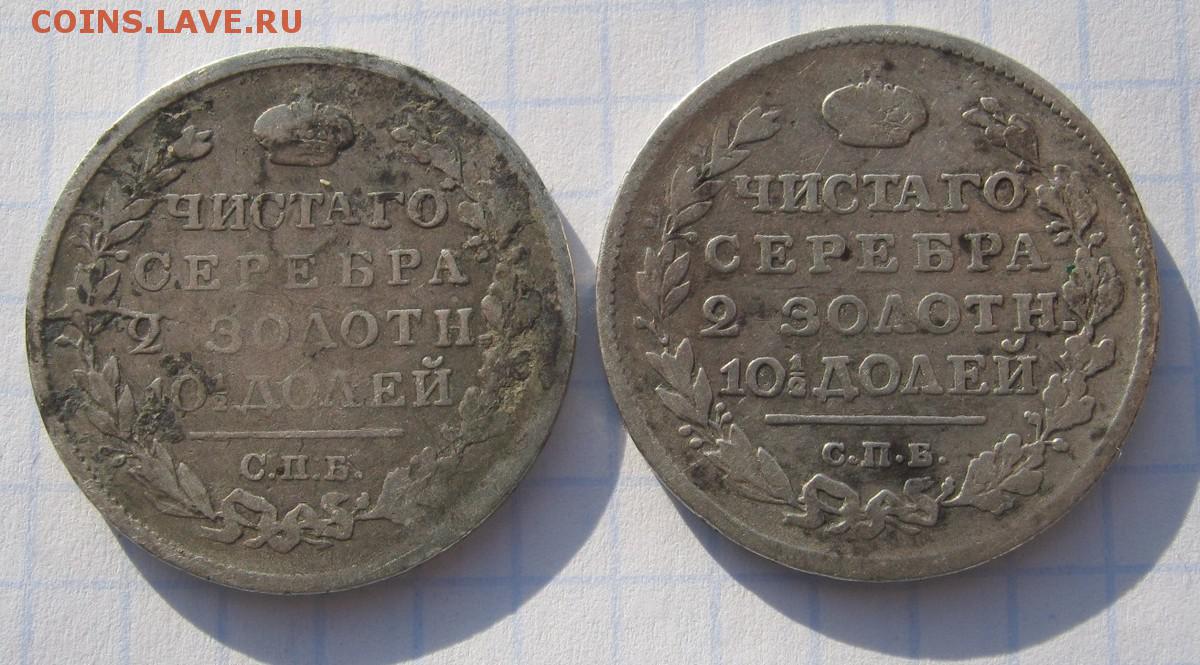 COINS.LAVE.RU
ЧИСТАГО
СЕРЕБРА
2 ЗОЛОТН.
10½ ДОЛЕЙ
С.П.Б.
ЧИСТАГО
СЕРЕБРА
2 ЗОЛОТН.
10½ ДОЛЕЙ
С.П.Б.